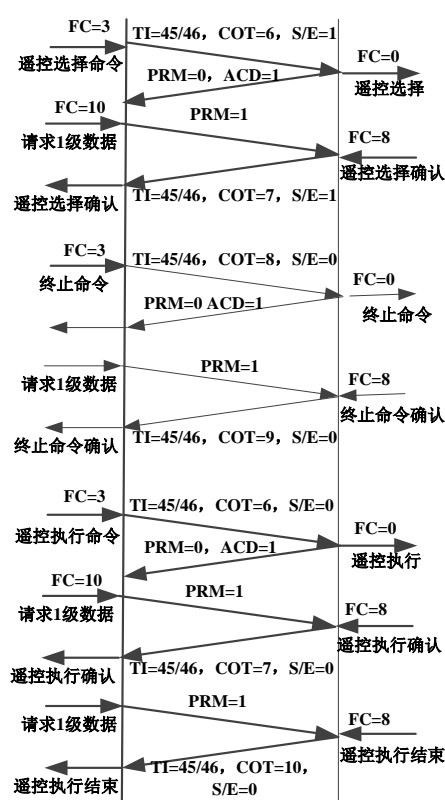 FC=3
TI=45/46，COT=6，S/E=1
FC=0
遥控选择命令
PRM=0，ACD=1
遥控选择
FC=10
PRM=1
请求1级数据
FC=8
遥控选择确认
遥控选择确认
TI=45/46，COT=7，S/E=1
FC=3
TI=45/46，COT=8，S/E=0
FC=0
终止命令
PRM=0 ACD=1
终止命令
PRM=1
请求1级数据
FC=8
终止命令确认
终止命令确认
TI=45/46，COT=9，S/E=0
FC=3
TI=45/46，COT=6，S/E=0
FC=0
遥控执行命令
PRM=0，ACD=1
遥控执行
FC=10
PRM=1
请求1级数据
FC=8
遥控执行确认
遥控执行确认
TI=45/46，COT=7，S/E=0
PRM=1
请求1级数据
FC=8
遥控执行结束
遥控执行结束
TI=45/46，COT=10，
S/E=0